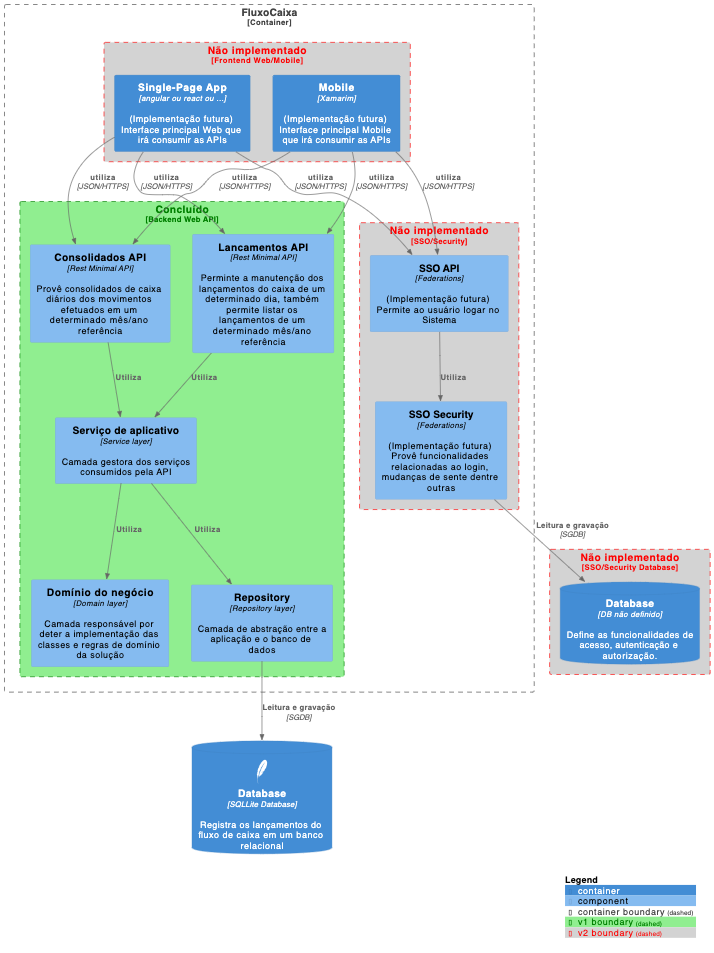 FluxoCaixa
[Container]
Não implementado
[Frontend Web/Mobile]
Single-Page App
[angular ou react ou ...]
(Implementação futura)
Interface principal Web que
irá consumir as APIs
Mobile
[Xamarim]
(Implementação futura)
Interface principal Mobile
que irá consumir as APIs
utiliza
[JSON/HTTPS]
utiliza
[JSON/HTTPS]
utiliza
[JSON/HTTPS]
utiliza
[JSON/HTTPS]
utiliza
[JSON/HTTPS]
utiliza
[JSON/HTTPS]
Concluído
[Backend Web API]
Consolidados API
[Rest Minimal API]
Provê consolidados de caixa
diários dos movimentos
efetuados em um
determinado mês/ano
referência
Lancamentos API
[Rest Minimal API]
Perminte a manutenção dos
lançamentos do caixa de um
determinado dia, também
permite listar os
lançamentos de um
determinado mês/ano
referência
Não implementado
[SSO/Security]
SSO API
[Federations]
(Implementação futura)
Permite ao usuário logar no
Sistema
Utiliza
Utiliza
Utiliza
Serviço de aplicativo
[Service layer]
Camada gestora dos serviços
consumidos pela API
SSO Security
[Federations]
(Implementação futura)
Provê funcionalidades
relacionadas ao login,
mudanças de sente dentre
outras
Utiliza
Utiliza
Leitura e gravação
[SGDB]
Domínio do negócio
[Domain layer]
Camada responsável por
deter a implementação das
classes e regras de domínio
da solução
Repository
[Repository layer]
Camada de abstração entre a
aplicação e o banco de
dados
Não implementado
[SSO/Security Database]
Database
[DB não definido]
Define as funcionalidades de
acesso, autenticação e
autorização.
Leitura e gravação
[SGDB]
Database
[SQLLite Database]
Registra os lançamentos do
fluxo de caixa em um banco
relacional
Legend
container
component
container boundary (dashed)
v1 boundary (dashed)
v2 boundary (dashed)